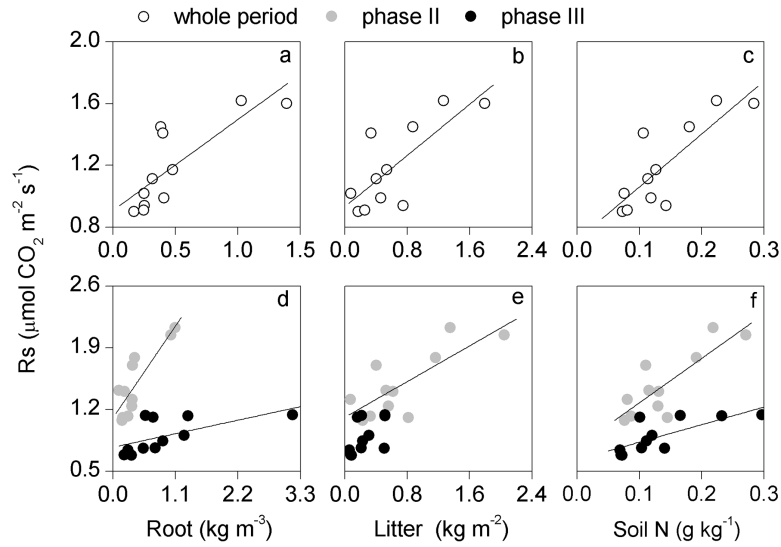 whole period phase II phase III
a b c
2.0
1.6
1.2
0.8
0.0 0.5 1.0 1.5 0.0 0.6 1.2 1.8 2.4 0.0 0.1 0.2 0.3
Rs (μmol CO2 m-2 s-1)
d e f
2.6
1.9
1.2
0.5
0.0 1.1 2.2 3.3 0.0 0.8 1.6 2.4 0.0 0.1 0.2 0.3
Root (kg m-3) Litter (kg m-2) Soil N (g kg-1)